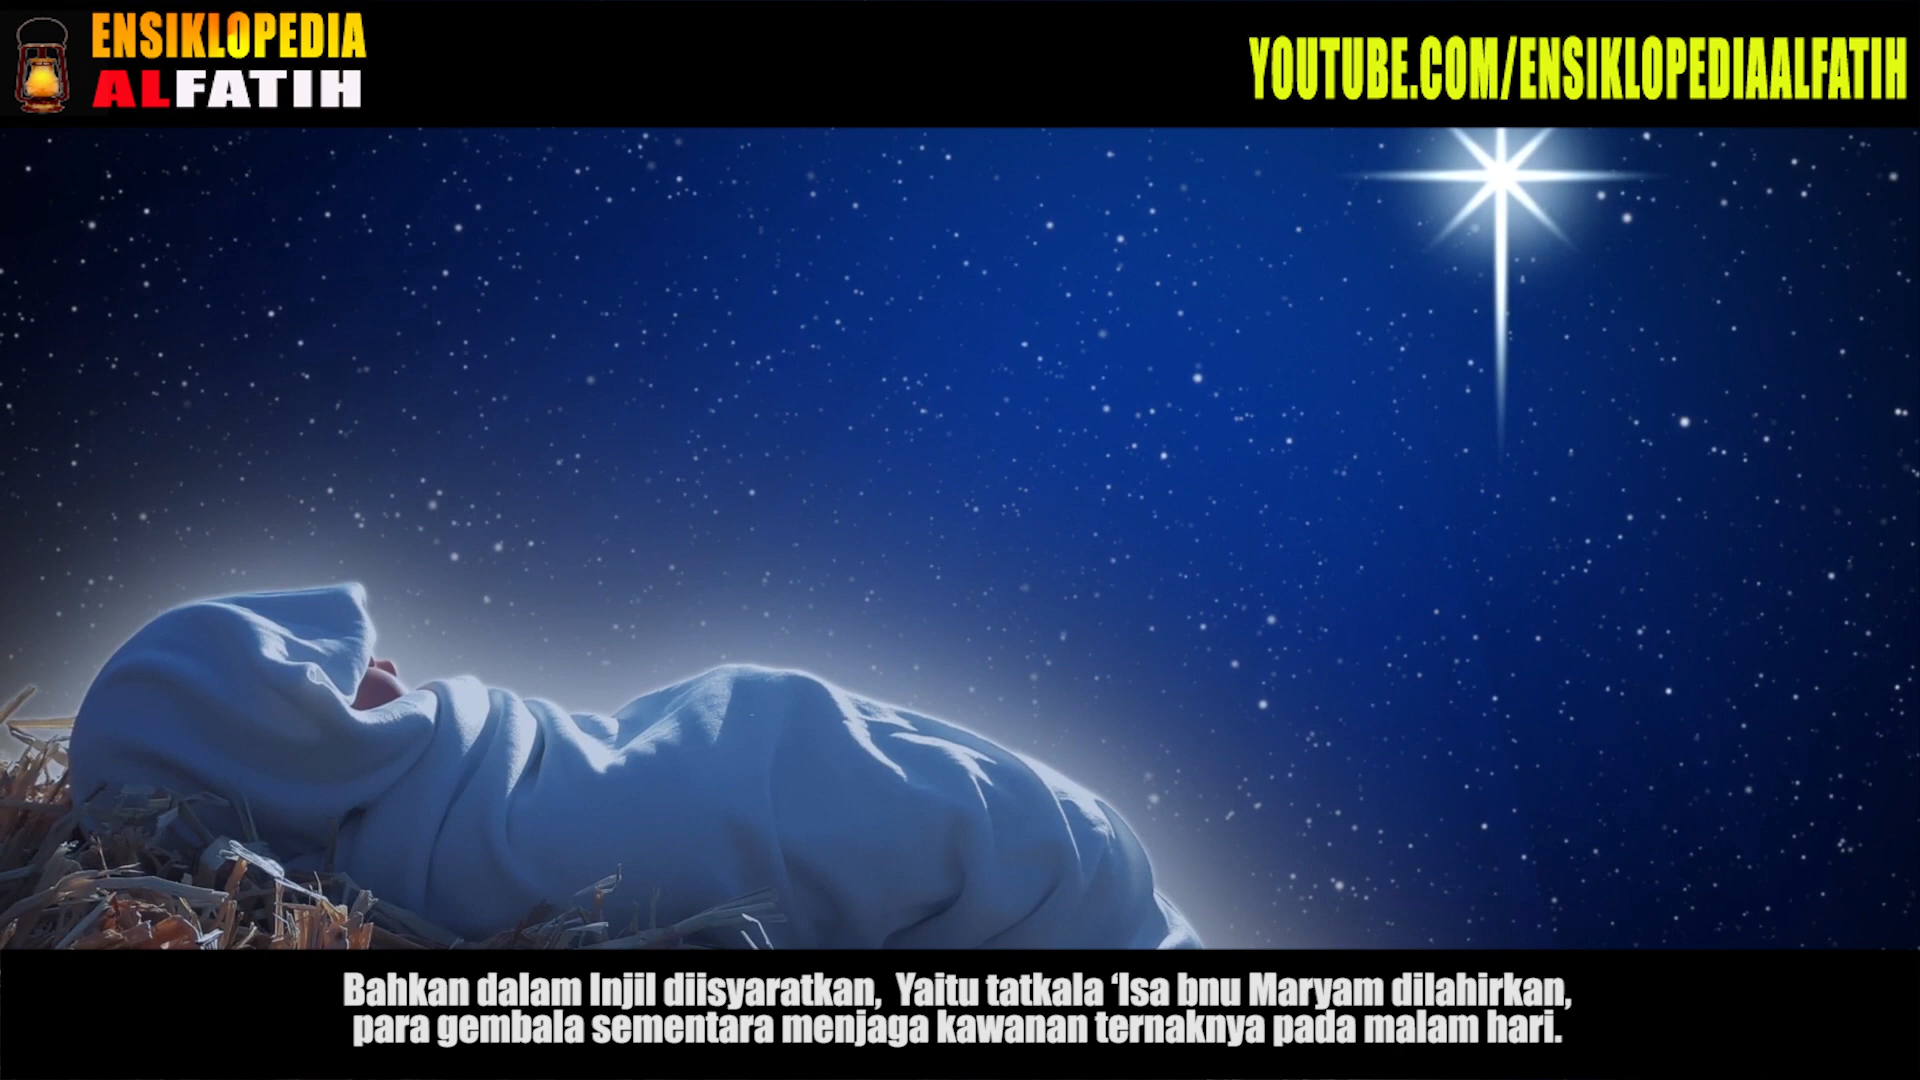 ENSIKLOPEDIA
ALFATIH
YOUTUBE.COM/ENSIKLOPEDIAALFATIH
Bahkan dalam Injil diisyaratkan, Yaitu tatkala ‘Isa bnu Maryam dilahirkan,
para gembala sementara menjaga kawanan ternaknya pada malam hari.